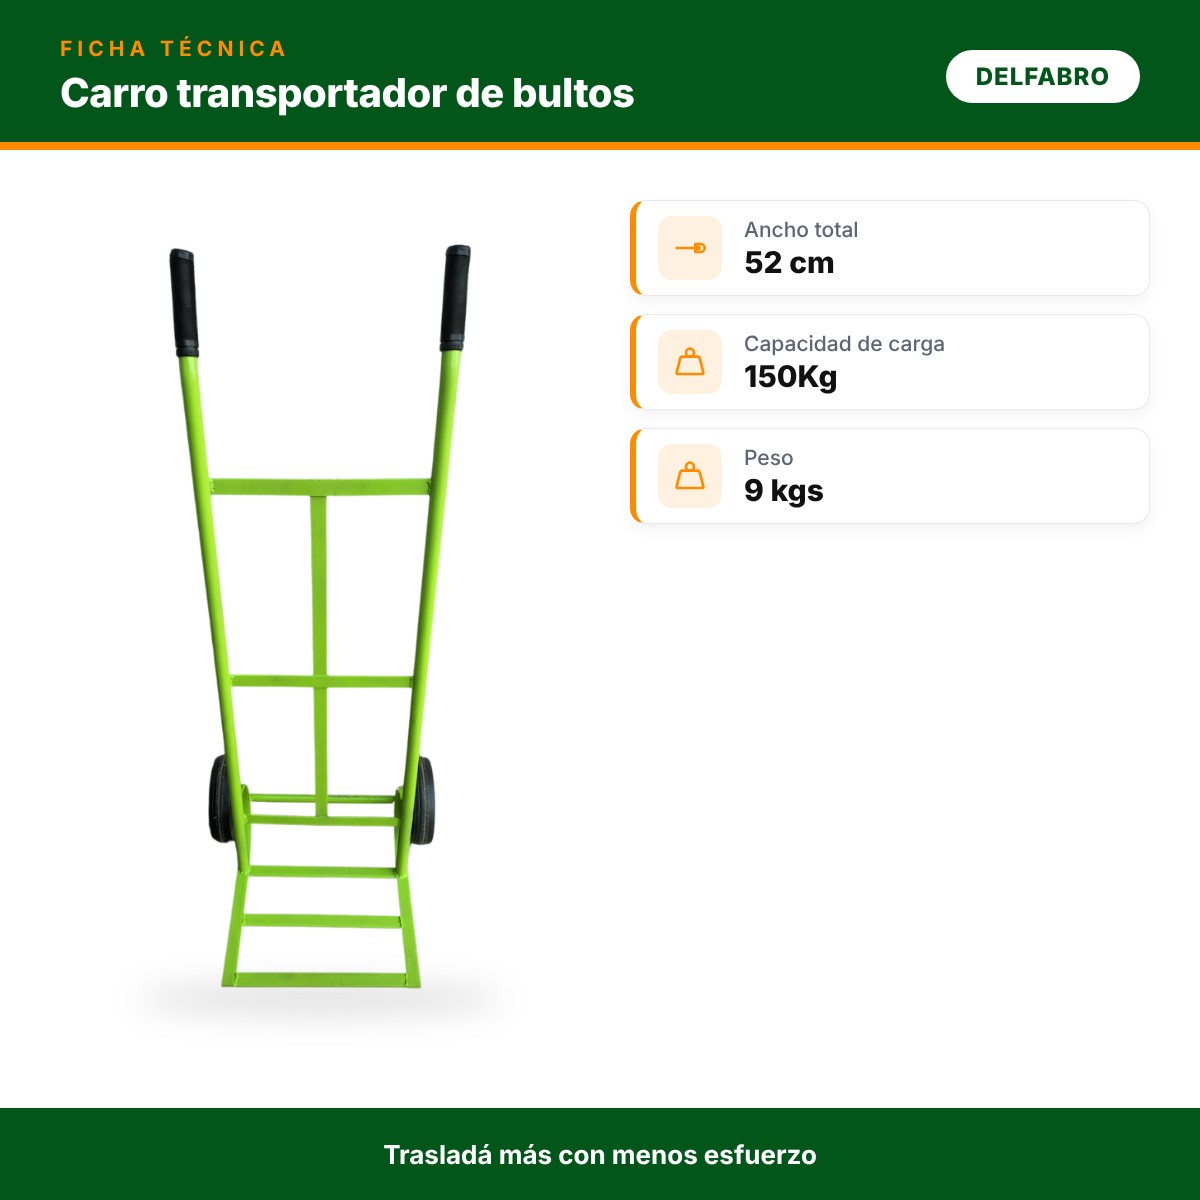 FICHA TÉCNICA
Carro transportador de bultos
DELFABRO
Ancho total
52 cm
Capacidad de carga
150Kg
Peso
9 kgs
Trasladá más con menos esfuerzo